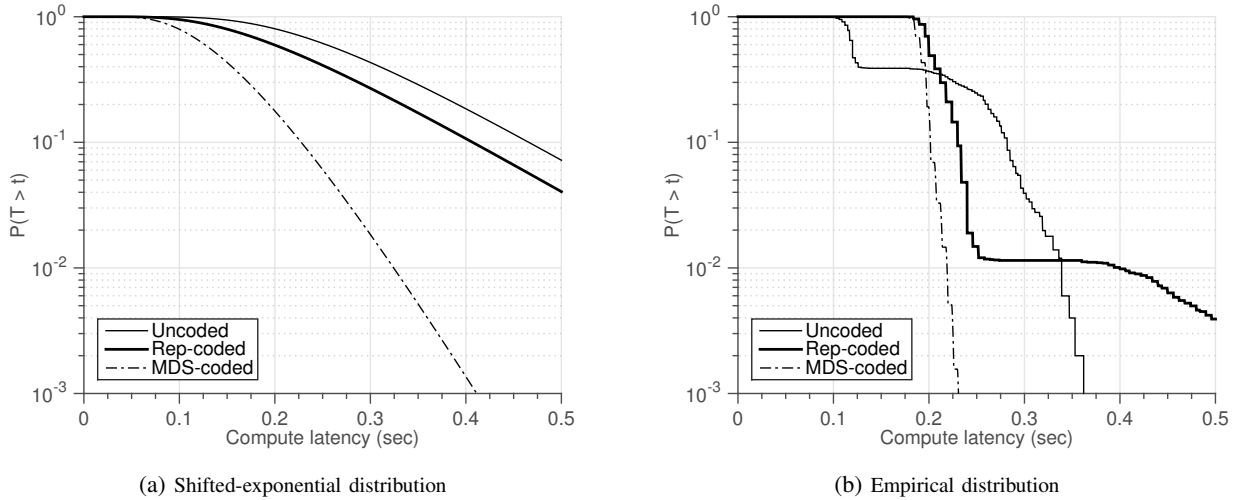 10^0
10^-1
10^-2
10^-3
P(T > t)
Uncoded
Rep-coded
MDS-coded
0 0.1 0.2 0.3 0.4 0.5
Compute latency (sec)
(a) Shifted-exponential distribution
10^0
10^-1
10^-2
10^-3
P(T > t)
Uncoded
Rep-coded
MDS-coded
0 0.1 0.2 0.3 0.4 0.5
Compute latency (sec)
(b) Empirical distribution